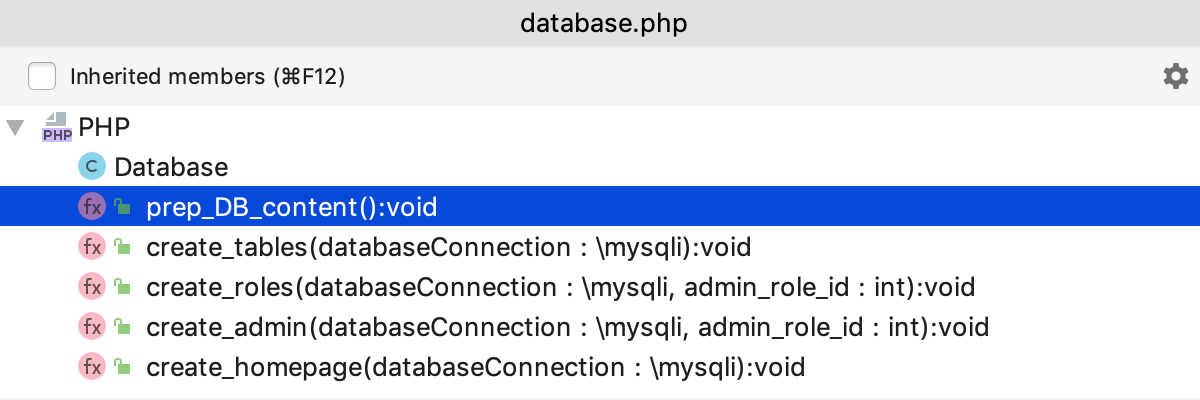 database.php
Inherited members (⌘F12)
PHP PHP
C Database
fx prep_DB_content():void
fx create_tables(databaseConnection : \mysqli):void
fx create_roles(databaseConnection : \mysqli, admin_role_id : int):void
fx create_admin(databaseConnection : \mysqli, admin_role_id : int):void
fx create_homepage(databaseConnection : \mysqli):void